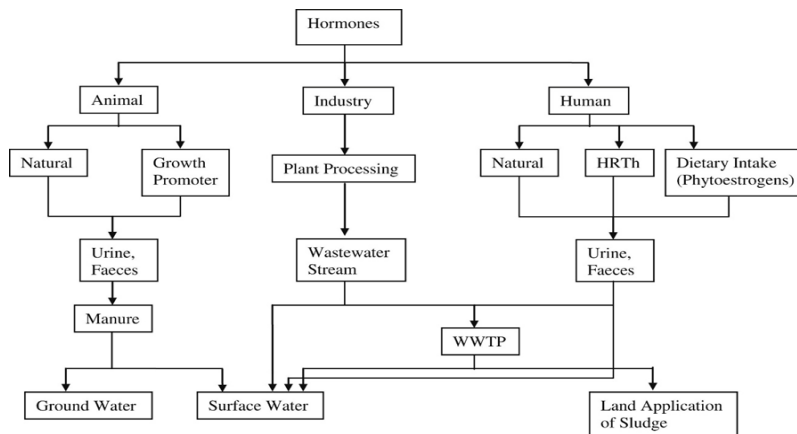 Hormones
Animal
Industry
Human
Natural
Growth
Promoter
Plant Processing
Natural
HRTh
Dietary Intake
(Phytoestrogens)
Urine,
Faeces
Wastewater
Stream
Urine,
Faeces
Manure
WWTP
Ground Water
Surface Water
Land Application
of Sludge